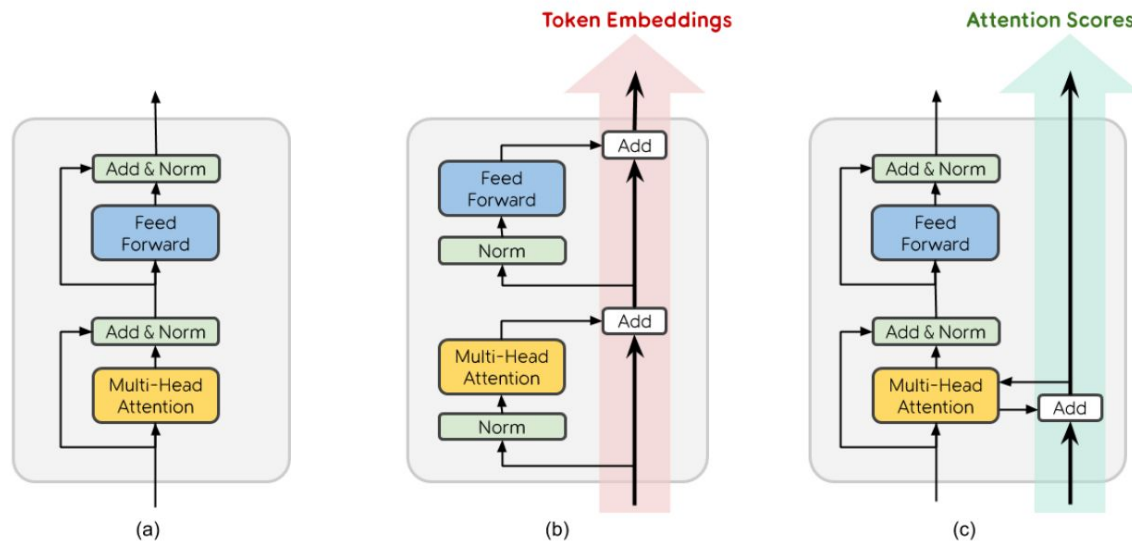 Token Embeddings
Attention Scores
Add & Norm
Feed
Forward
Add & Norm
Multi-Head
Attention
(a)
Add
Feed
Forward
Norm
Add
Multi-Head
Attention
Norm
(b)
Add & Norm
Feed
Forward
Add & Norm
Multi-Head
Attention
Add
(c)